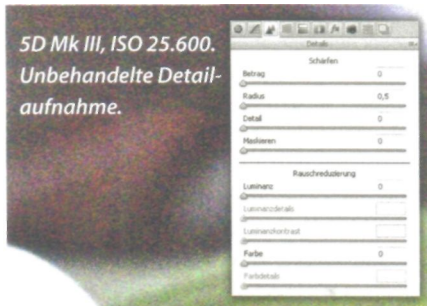 5D Mk III, ISO 25.600.
Unbehandelte Detail-
aufnahme.
Details
Schärfen
Betrag 0
Radius 0,5
Detail 0
Maskieren 0
Rauschreduzierung
Luminanz 0
Luminanzdetails
Luminanzkontrast
Farbe 0
Farbdetails